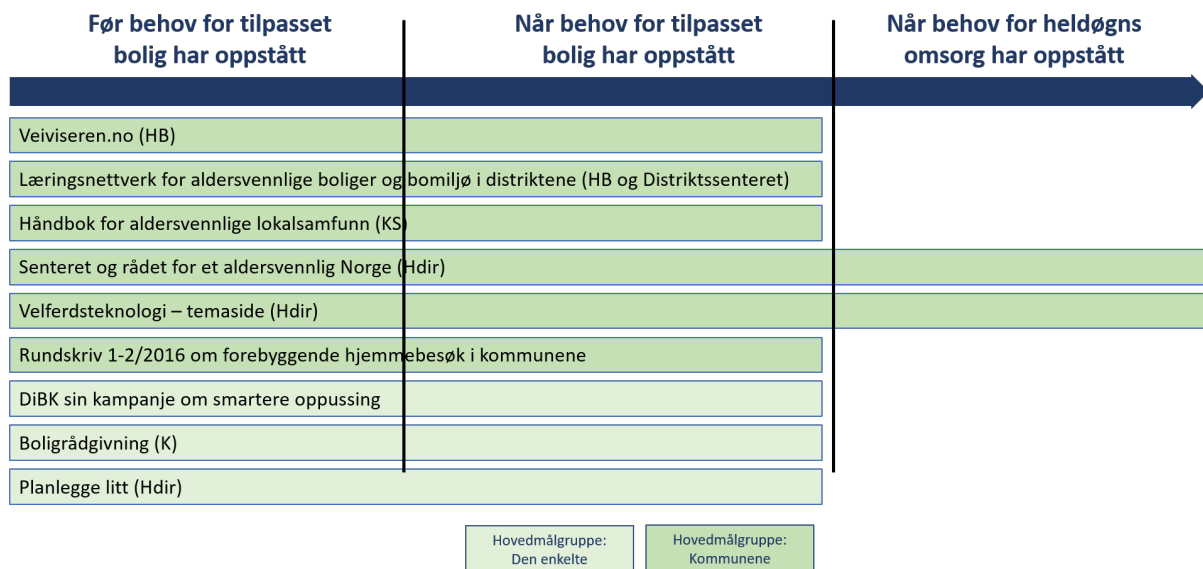 Før behov for tilpasset
bolig har oppstått
Når behov for tilpasset
bolig har oppstått
Når behov for heldøgns
omsorg har oppstått
Veiviseren.no (HB)
Læringsnettverk for aldersvennlige boliger og bomiljø i distriktene (HB og Distriktssenteret)
Håndbok for aldersvennlige lokalsamfunn (KS)
Senteret og rådet for et aldersvennlig Norge (Hdir)
Velferdsteknologi – temaside (Hdir)
Rundskriv 1-2/2016 om forebyggende hjemmebesøk i kommunene
DiBK sin kampanje om smartere oppussing
Boligrådgivning (K)
Planlegge litt (Hdir)
Hovedmålgruppe:
Den enkelte
Hovedmålgruppe:
Kommunene